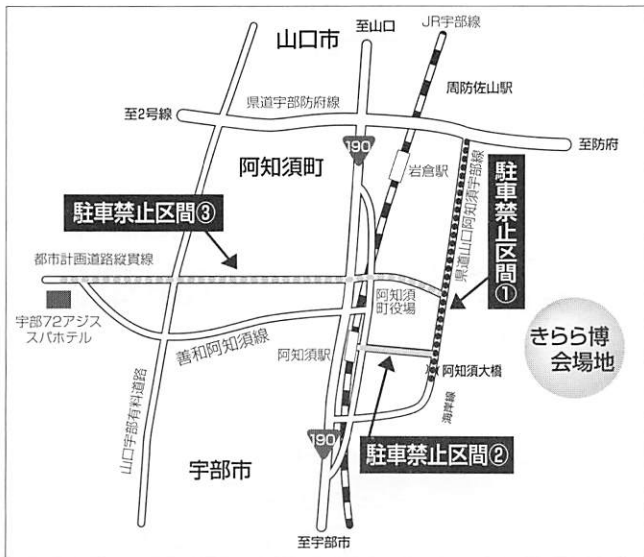 山口市
至山口
JR宇部線
周防佐山駅
県道宇部防府線
至2号線
至防府
190
阿知須町
岩倉駅
県道山口阿知須宇部線
駐車禁止区間①
駐車禁止区間③
都市計画道路縦貫線
阿知須
町役場
宇部72アジス
スパホテル
善和阿知須線
阿知須駅
きらら博
会場地
阿知須大橋
海岸線
山口宇部有料道路
190
駐車禁止区間②
宇部市
至宇部市